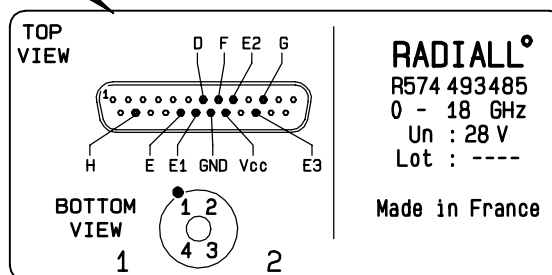 TOP
VIEW
D F E2 G
1
H E E1 GND Vcc E3
BOTTOM
VIEW
1 2
4 3
1 2
RADIALL°
R574 493485
0 - 18 GHz
Un : 28 V
Lot : ----
Made in France